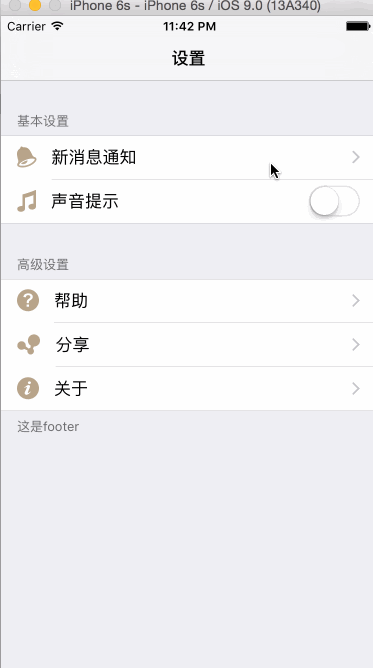 iPhone 6s - iPhone 6s / iOS 9.0 (13A340)
Carrier 11:42 PM
设置
基本设置
新消息通知
声音提示
高级设置
帮助
分享
关于
这是footer